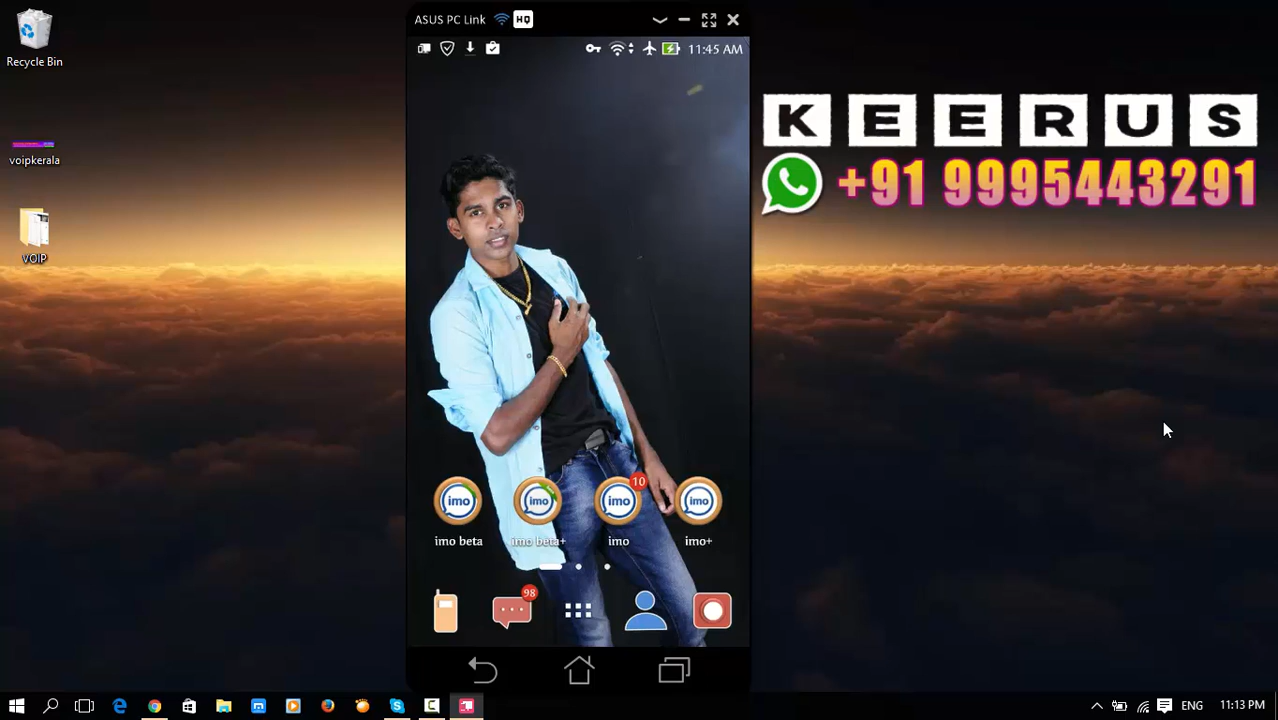 ASUS PC Link HQ
11:45 AM
Recycle Bin
voipkerala
VOIP
KEERUS
+91 9995443291
imo imo imo imo
10
imo beta imo beta+ imo imo+
98
ENG 11:13 PM